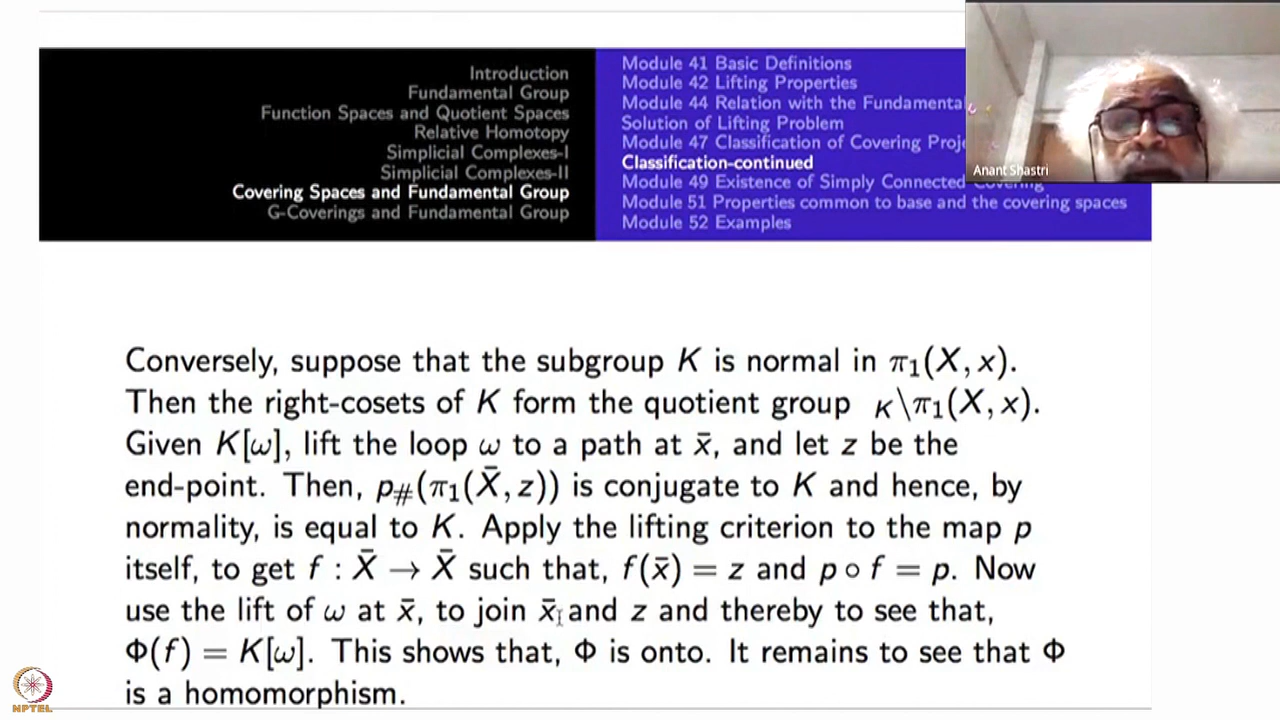 Introduction
Fundamental Group
Function Spaces and Quotient Spaces
Relative Homotopy
Simplicial Complexes-I
Simplicial Complexes-II
Covering Spaces and Fundamental Group
G-Coverings and Fundamental Group
Module 41 Basic Definitions
Module 42 Lifting Properties
Module 44 Relation with the Fundamental
Solution of Lifting Problem
Module 47 Classification of Covering Proje
Classification-continued
Module 49 Existence of Simply Connected Covering
Module 51 Properties common to base and the covering spaces
Module 52 Examples
Anant Shastri
Conversely, suppose that the subgroup K is normal in π₁(X, x).
Then the right-cosets of K form the quotient group K\π₁(X, x).
Given K[ω], lift the loop ω to a path at x̄, and let z be the
end-point. Then, p#(π₁(X̄, z)) is conjugate to K and hence, by
normality, is equal to K. Apply the lifting criterion to the map p
itself, to get f : X̄ → X̄ such that, f(x̄) = z and p ∘ f = p. Now
use the lift of ω at x̄, to join x̄ and z and thereby to see that,
Φ(f) = K[ω]. This shows that, Φ is onto. It remains to see that Φ
is a homomorphism.
NPTEL